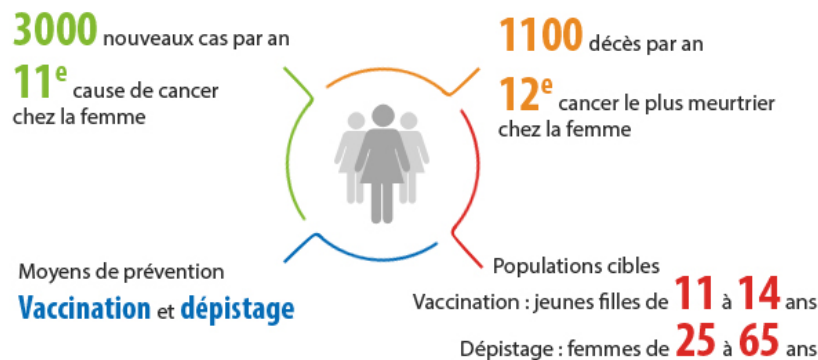 3000 nouveaux cas par an
11e cause de cancer
chez la femme
1100 décès par an
12e cancer le plus meurtrier
chez la femme
Moyens de prévention
Vaccination et dépistage
Populations cibles
Vaccination : jeunes filles de 11 à 14 ans
Dépistage : femmes de 25 à 65 ans